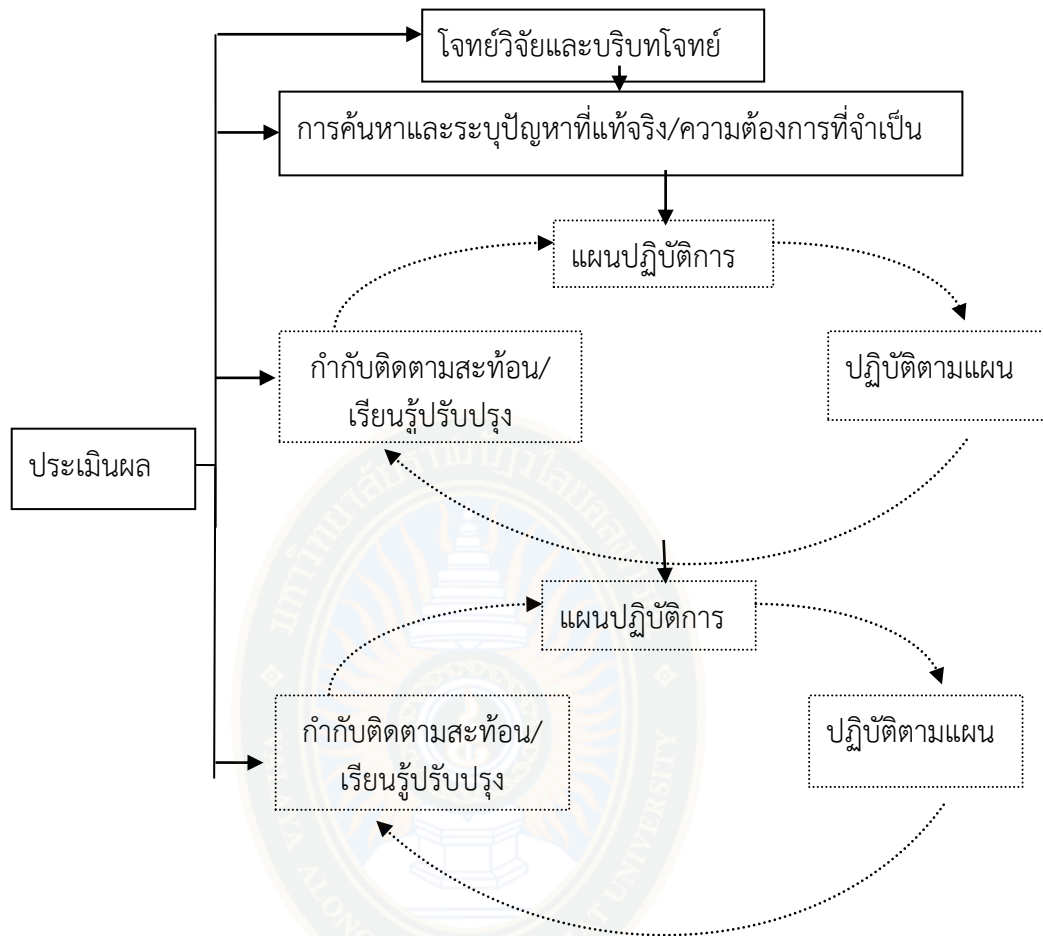 โจทย์วิจัยและบริบทโจทย์
การค้นหาและระบุปัญหาที่แท้จริง/ความต้องการที่จำเป็น
แผนปฏิบัติการ
กำกับติดตามสะท้อน/
เรียนรู้ปรับปรุง
ปฏิบัติตามแผน
ประเมินผล
แผนปฏิบัติการ
กำกับติดตามสะท้อน/
เรียนรู้ปรับปรุง
ปฏิบัติตามแผน